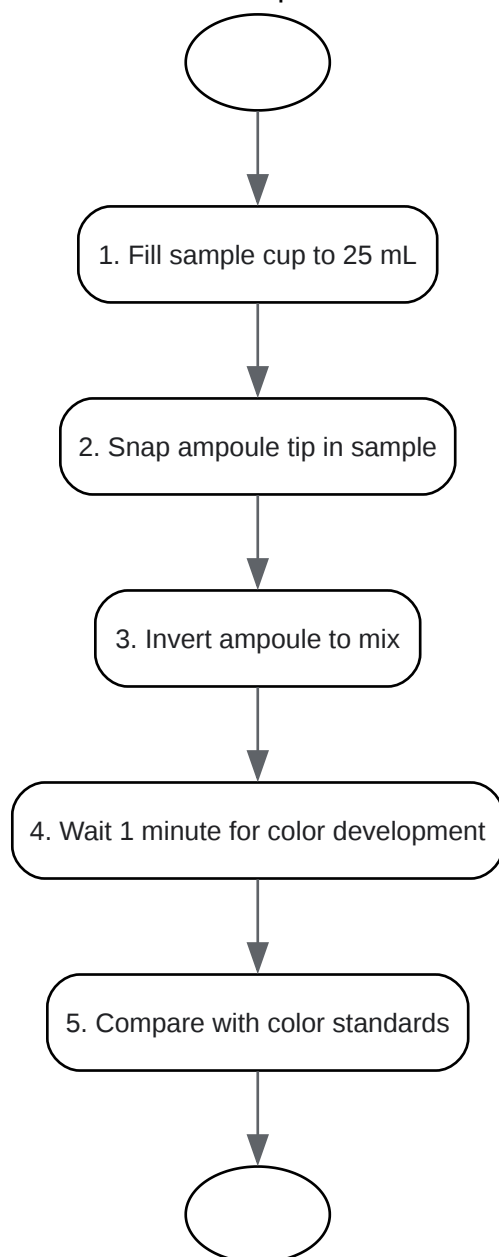 1. Fill sample cup to 25 mL
2. Snap ampoule tip in sample
3. Invert ampoule to mix
4. Wait 1 minute for color development
5. Compare with color standards